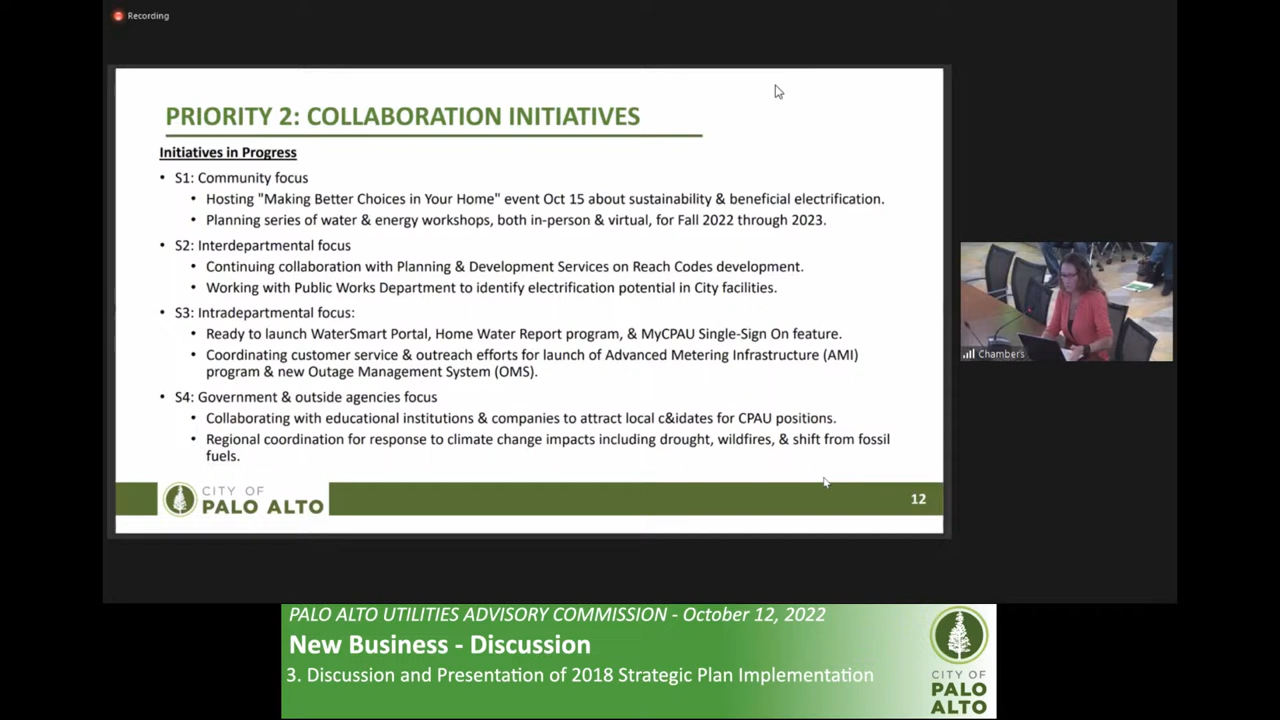 Recording
PRIORITY 2: COLLABORATION INITIATIVES
Initiatives in Progress
• S1: Community focus
• Hosting "Making Better Choices in Your Home" event Oct 15 about sustainability & beneficial electrification.
• Planning series of water & energy workshops, both in-person & virtual, for Fall 2022 through 2023.
• S2: Interdepartmental focus
• Continuing collaboration with Planning & Development Services on Reach Codes development.
• Working with Public Works Department to identify electrification potential in City facilities.
• S3: Intradepartmental focus:
• Ready to launch WaterSmart Portal, Home Water Report program, & MyCPAU Single-Sign On feature.
• Coordinating customer service & outreach efforts for launch of Advanced Metering Infrastructure (AMI)
program & new Outage Management System (OMS).
• S4: Government & outside agencies focus
• Collaborating with educational institutions & companies to attract local c&idates for CPAU positions.
• Regional coordination for response to climate change impacts including drought, wildfires, & shift from fossil
fuels.
CITY OF
PALO ALTO
12
Chambers
PALO ALTO UTILITIES ADVISORY COMMISSION - October 12, 2022
New Business - Discussion
3. Discussion and Presentation of 2018 Strategic Plan Implementation
CITY OF
PALO
ALTO